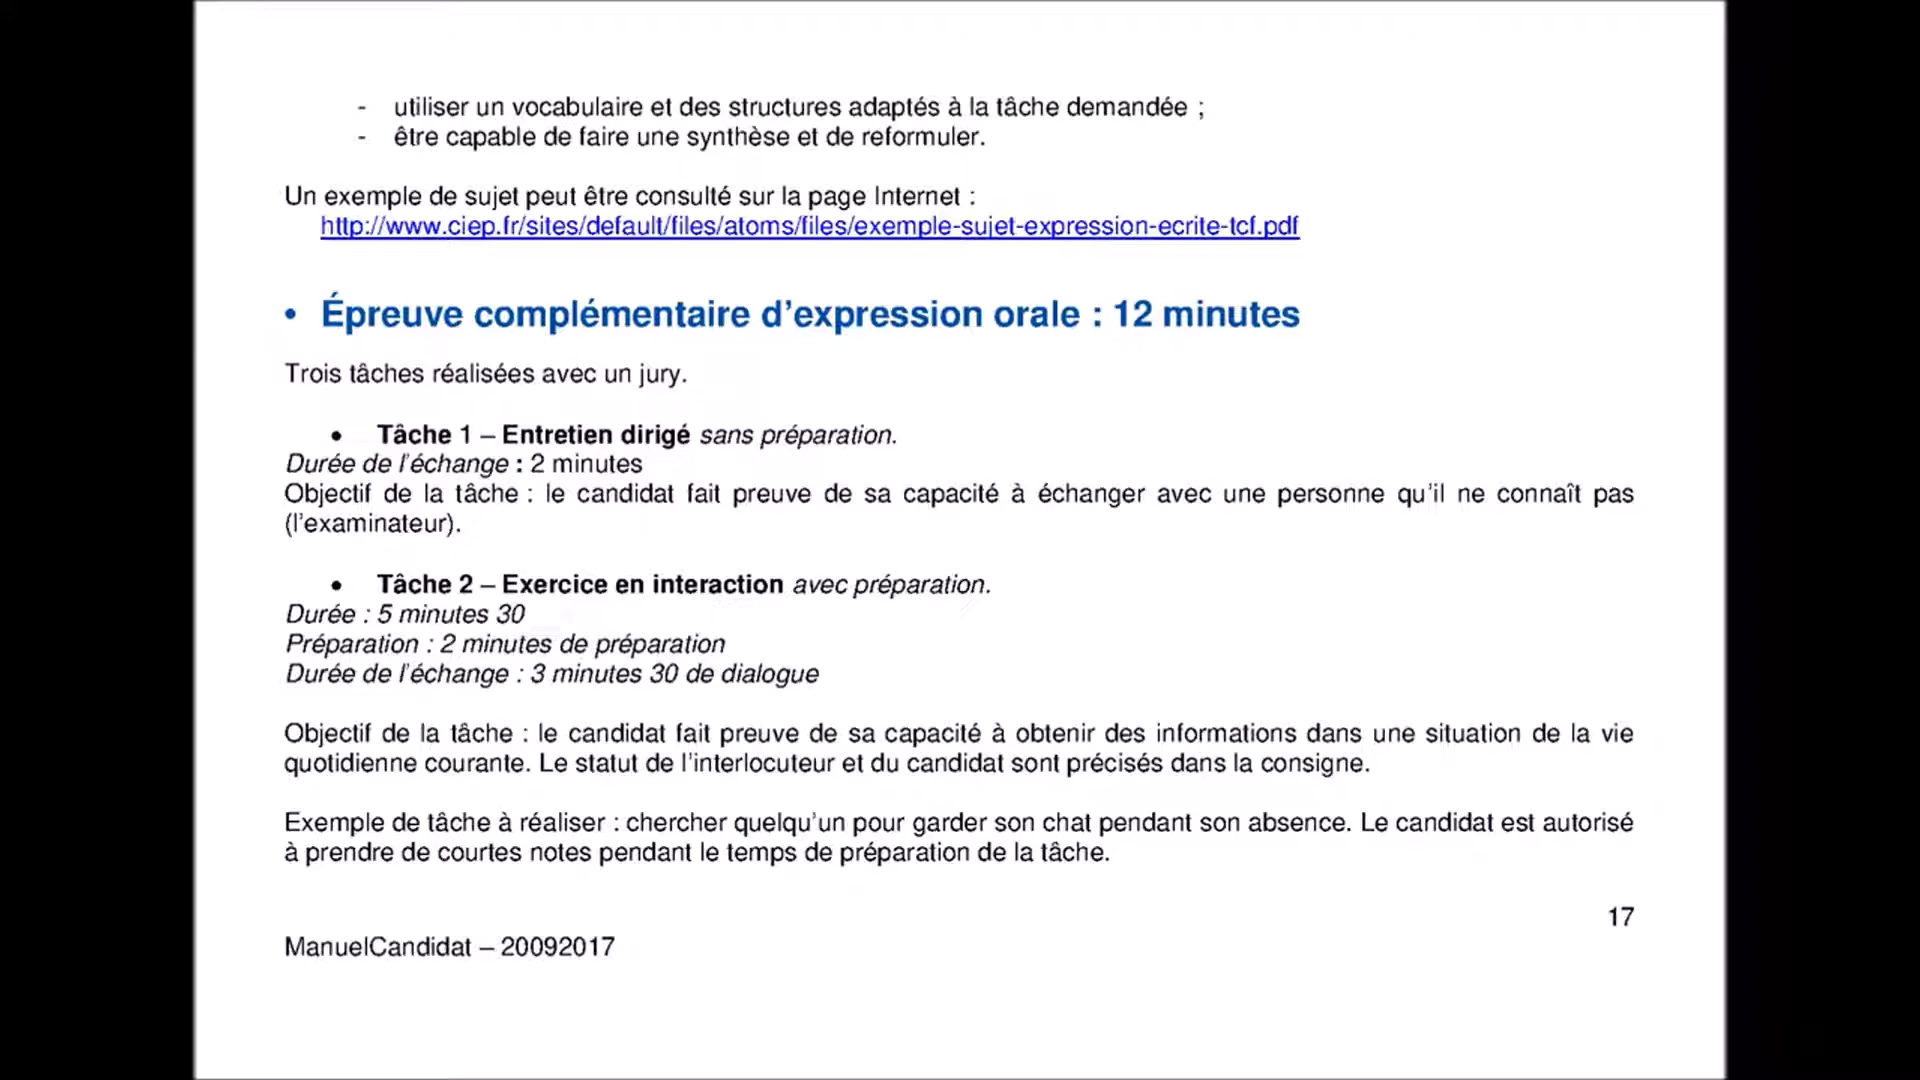 - utiliser un vocabulaire et des structures adaptés à la tâche demandée ;
- être capable de faire une synthèse et de reformuler.
Un exemple de sujet peut être consulté sur la page Internet :
http://www.ciep.fr/sites/default/files/atoms/files/exemple-sujet-expression-ecrite-tcf.pdf
• Épreuve complémentaire d'expression orale : 12 minutes
Trois tâches réalisées avec un jury.
• Tâche 1 – Entretien dirigé sans préparation.
Durée de l'échange : 2 minutes
Objectif de la tâche : le candidat fait preuve de sa capacité à échanger avec une personne qu'il ne connaît pas
(l'examinateur).
• Tâche 2 – Exercice en interaction avec préparation.
Durée : 5 minutes 30
Préparation : 2 minutes de préparation
Durée de l'échange : 3 minutes 30 de dialogue
Objectif de la tâche : le candidat fait preuve de sa capacité à obtenir des informations dans une situation de la vie
quotidienne courante. Le statut de l'interlocuteur et du candidat sont précisés dans la consigne.
Exemple de tâche à réaliser : chercher quelqu'un pour garder son chat pendant son absence. Le candidat est autorisé
à prendre de courtes notes pendant le temps de préparation de la tâche.
17
ManuelCandidat – 20092017